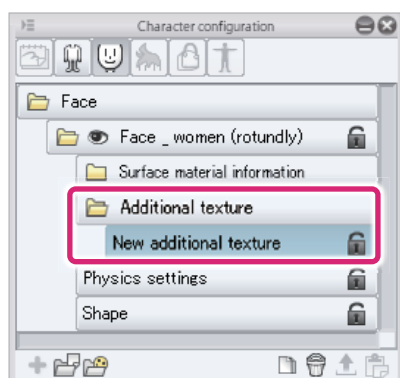 Character configuration
Face
Face _ women (rotundly)
Surface material information
Additional texture
New additional texture
Physics settings
Shape